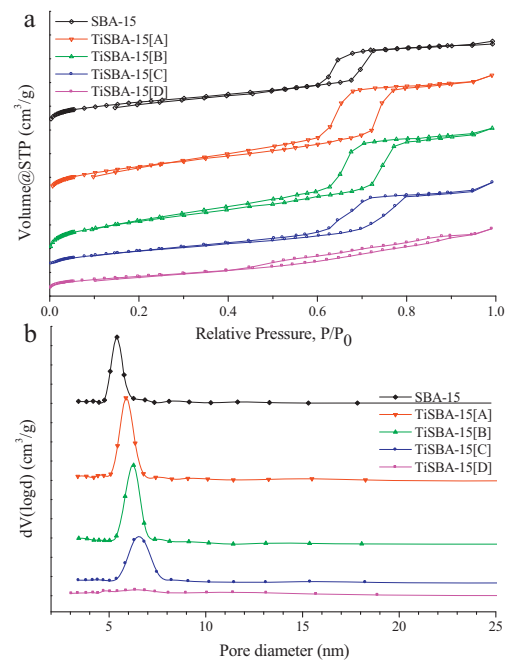 a
SBA-15
TiSBA-15[A]
TiSBA-15[B]
TiSBA-15[C]
TiSBA-15[D]
Volume@STP (cm³/g)
0.0 0.2 0.4 0.6 0.8 1.0
Relative Pressure, P/P₀
b
SBA-15
TiSBA-15[A]
TiSBA-15[B]
TiSBA-15[C]
TiSBA-15[D]
dV(logd) (cm³/g)
5 10 15 20 25
Pore diameter (nm)